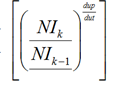 [(NI_k / NI_{k-1})^{dup/dut}]